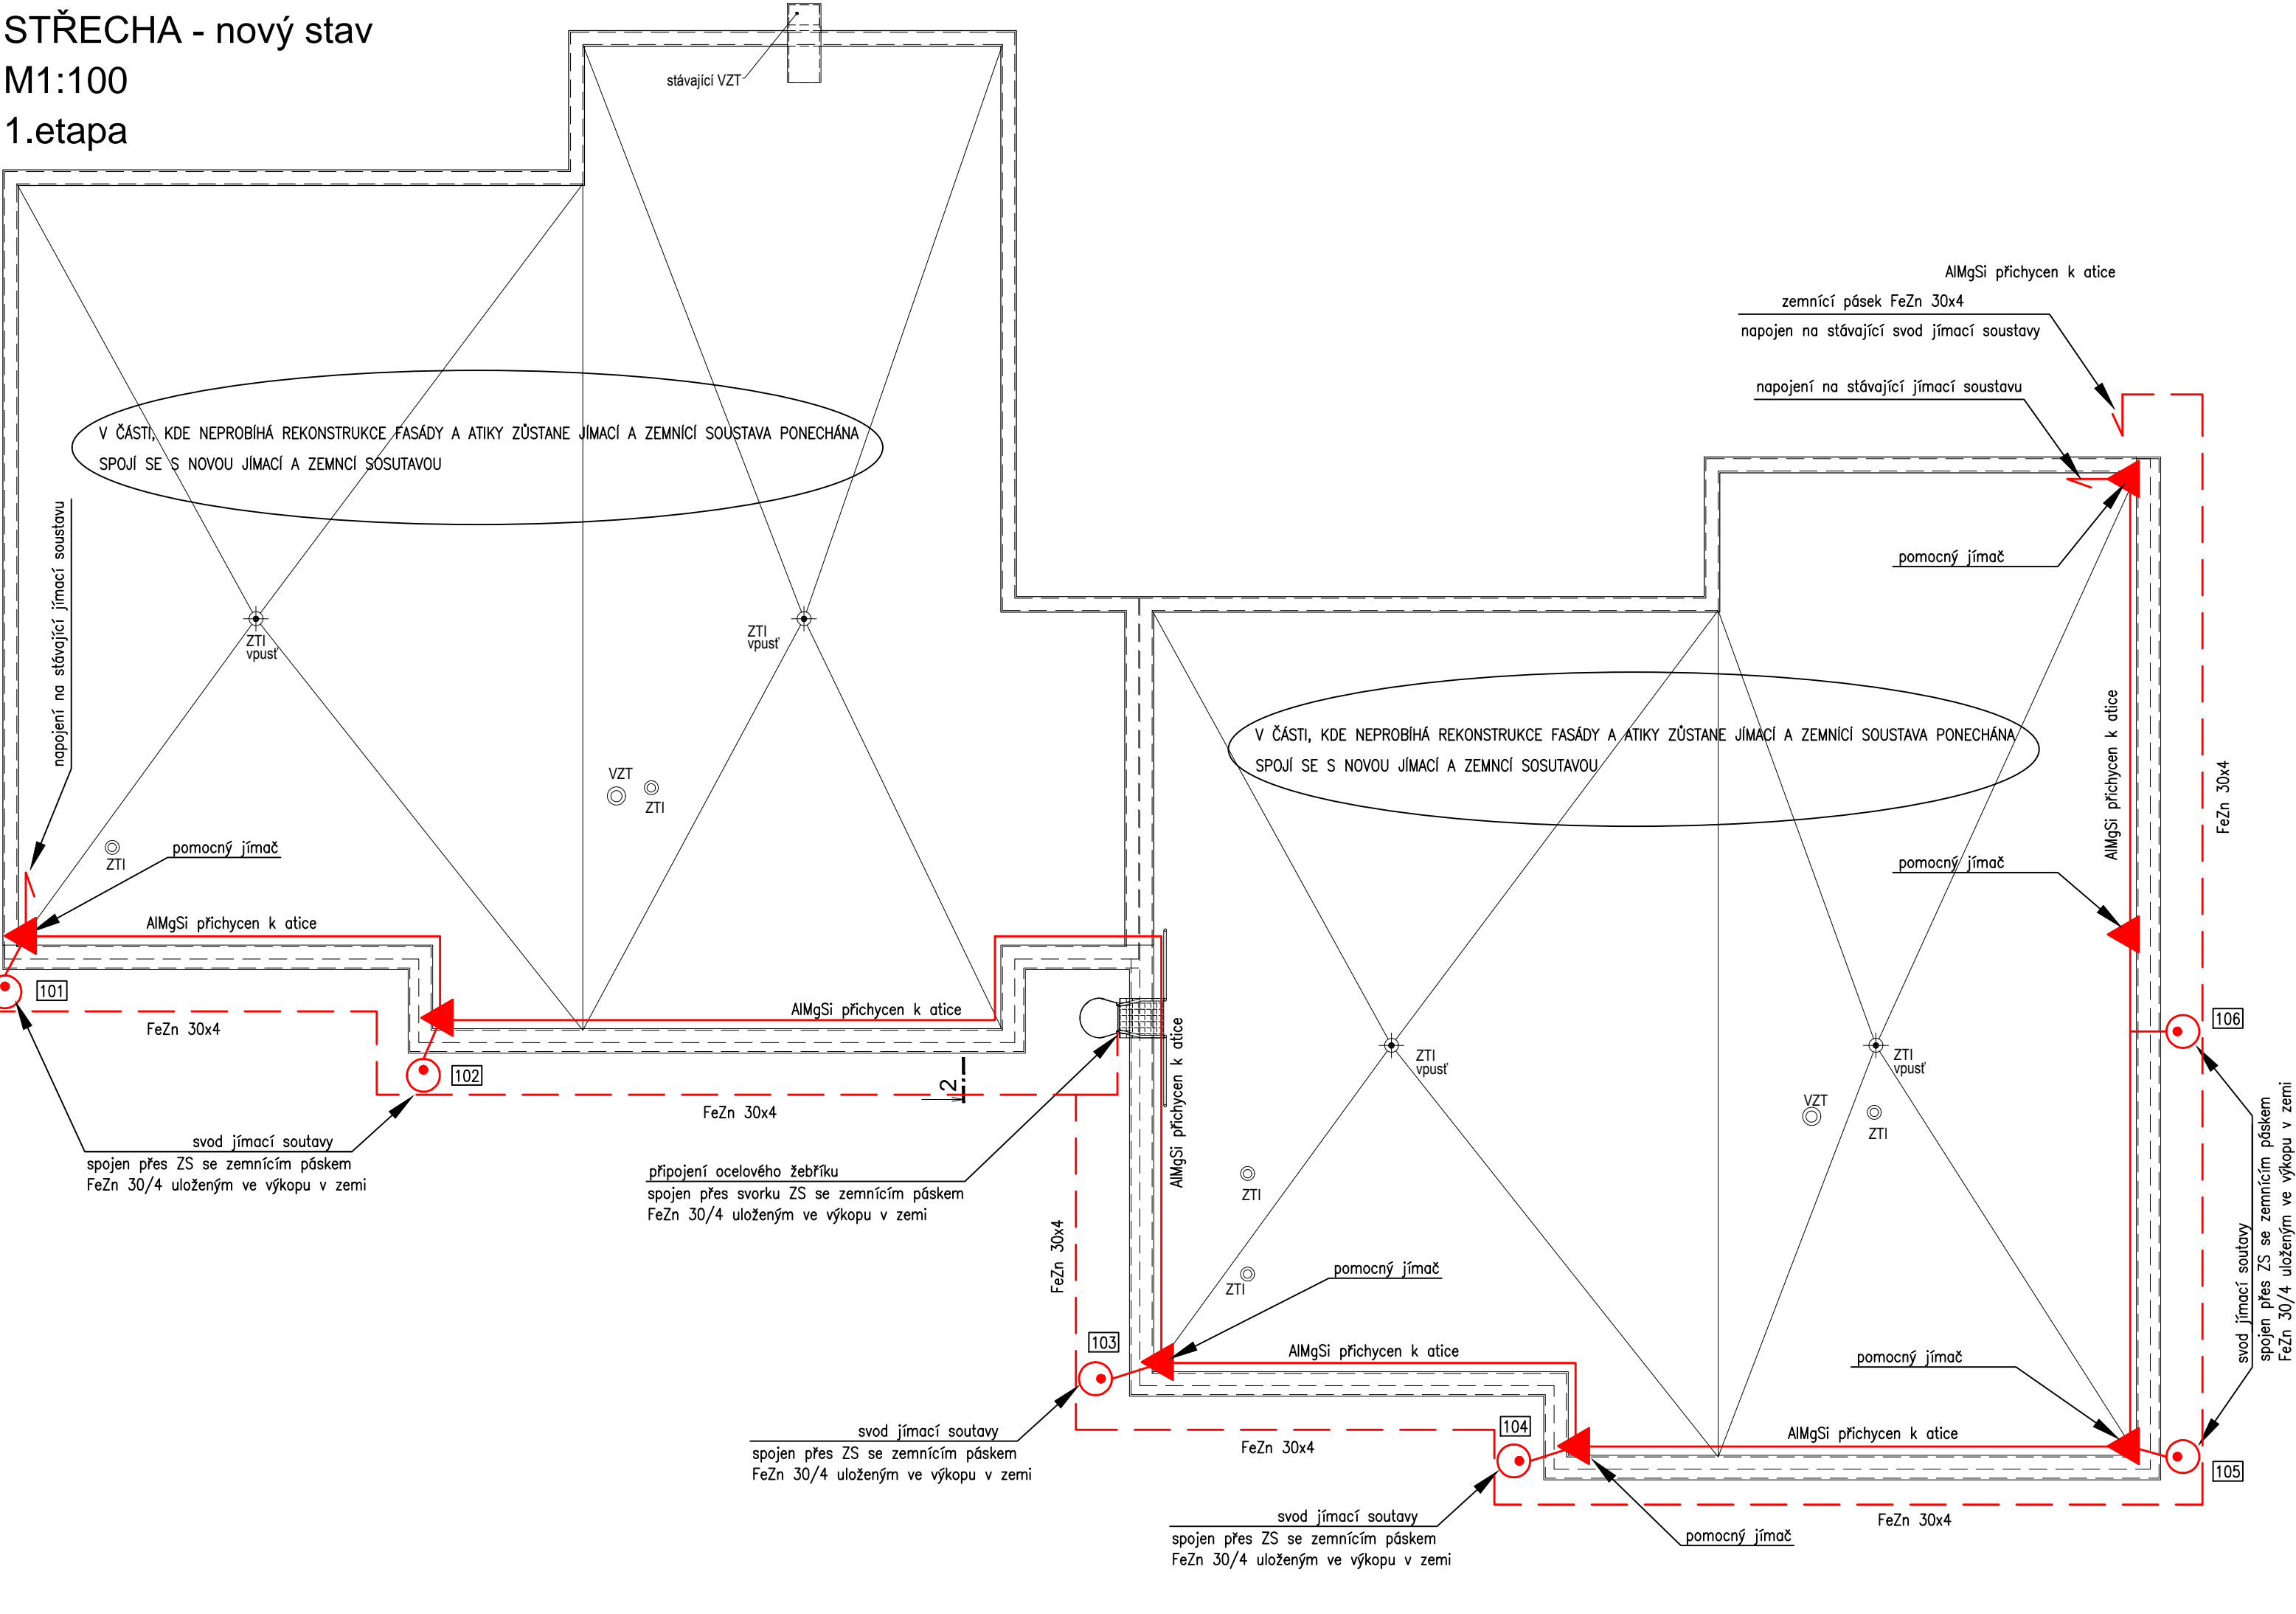 STŘECHA - nový stav
M1:100
1.etapa
stávající VZT
AlMgSi přichycen k atice
zemnící pásek FeZn 30x4
napojen na stávající svod jímací soustavy
napojení na stávající jímací soustavu
V ČÁSTI, KDE NEPROBÍHÁ REKONSTRUKCE FASÁDY A ATIKY ZŮSTANE JÍMACÍ A ZEMNÍCÍ SOUSTAVA PONECHÁNA
SPOJÍ SE S NOVOU JÍMACÍ A ZEMNCÍ SOSUTAVOU
napojení na stávající jímací soustavu
pomocný jímač
ZTI
vpusť
ZTI
vpusť
V ČÁSTI, KDE NEPROBÍHÁ REKONSTRUKCE FASÁDY A ATIKY ZŮSTANE JÍMACÍ A ZEMNÍCÍ SOUSTAVA PONECHÁNA
SPOJÍ SE S NOVOU JÍMACÍ A ZEMNCÍ SOSUTAVOU
AlMgSi přichycen k atice
FeZn 30x4
VZT
ZTI
ZTI
pomocný jímač
pomocný jímač
AlMgSi přichycen k atice
101
FeZn 30x4
AlMgSi přichycen k atice
102
2
FeZn 30x4
106
ZTI
vpusť
ZTI
vpusť
VZT
ZTI
AlMgSi přichycen k atice
svod jímací soutavy
spojen přes ZS se zemnícím páskem
FeZn 30/4 uloženým ve výkopu v zemi
připojení ocelového žebříku
spojen přes svorku ZS se zemnícím páskem
FeZn 30/4 uloženým ve výkopu v zemi
ZTI
ZTI
FeZn 30x4
pomocný jímač
svod jímací soutavy
spojen přes ZS se zemnícím páskem
FeZn 30/4 uloženým ve výkopu v zemi
103
AlMgSi přichycen k atice
pomocný jímač
svod jímací soutavy
spojen přes ZS se zemnícím páskem
FeZn 30/4 uloženým ve výkopu v zemi
FeZn 30x4
104
AlMgSi přichycen k atice
105
svod jímací soutavy
spojen přes ZS se zemnícím páskem
FeZn 30/4 uloženým ve výkopu v zemi
FeZn 30x4
pomocný jímač